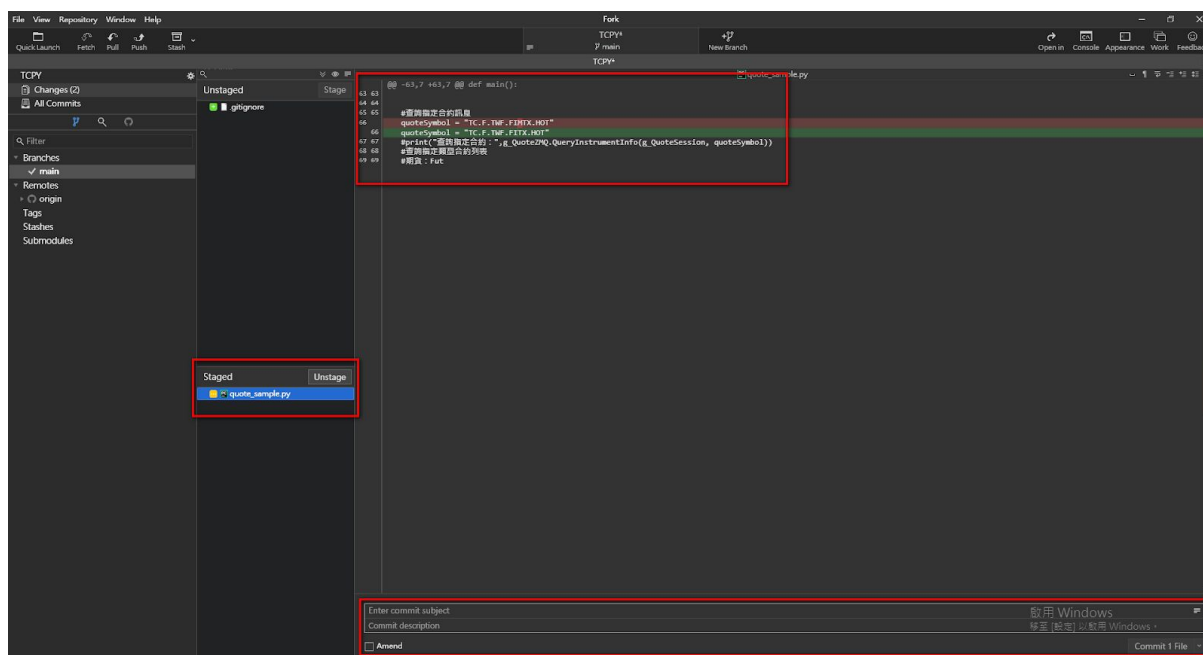 File View Repository Window Help
Fork
Quick Launch Fetch Pull Push Stash
TCPY*
main
New Branch
Open in Console Appearance Work Feedba
TCPY*
TCPY
Changes (2)
All Commits
Filter
Branches
main
Remotes
origin
Tags
Stashes
Submodules
Unstaged Stage
.gitignore
Staged Unstage
quote_sample.py
quote_sample.py
@@ -63,7 +63,7 @@ def main():
63 63
64 64
65 65 #查詢指定合約訊息
66 quoteSymbol = "TC.F.TWF.FIMTX.HOT"
66 quoteSymbol = "TC.F.TWF.FITX.HOT"
67 67 #print("查詢指定合約：",g_QuoteZMQ.QueryInstrumentInfo(g_QuoteSession, quoteSymbol))
68 68 #查詢指定類型合約列表
69 69 #期貨：Fut
Enter commit subject
Commit description
Amend
啟用 Windows
移至 [設定] 以啟用 Windows。
Commit 1 File